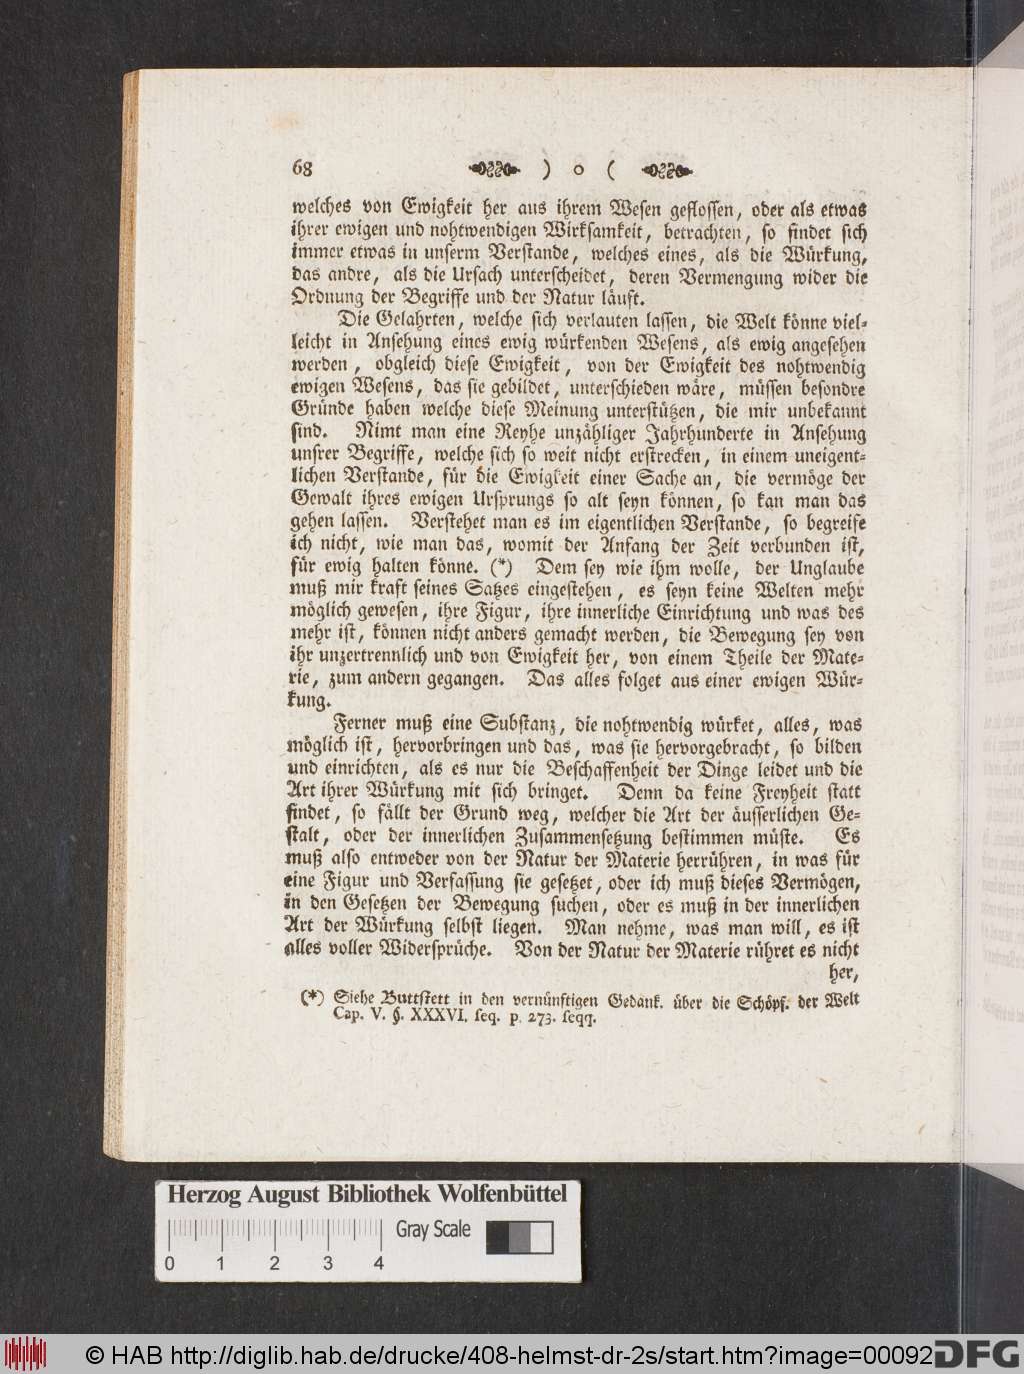 68 ) o (
welches von Ewigkeit her aus ihrem Wesen geflossen, oder als etwas
ihrer ewigen und nohtwendigen Wirksamkeit, betrachten, so findet sich
immer etwas in unserm Verstande, welches eines, als die Würkung,
das andre, als die Ursach unterscheidet, deren Vermengung wider die
Ordnung der Begriffe und der Natur läuft.
Die Gelahrten, welche sich verlauten lassen, die Welt könne viel-
leicht in Ansehung eines ewig würkenden Wesens, als ewig angesehen
werden, obgleich diese Ewigkeit, von der Ewigkeit des nohtwendig
ewigen Wesens, das sie gebildet, unterschieden wäre, müssen besondre
Gründe haben welche diese Meinung unterstützen, die mir unbekannt
sind. Nimt man eine Reyhe unzähliger Jahrhunderte in Ansehung
unsrer Begriffe, welche sich so weit nicht erstrecken, in einem uneigent-
lichen Verstande, für die Ewigkeit einer Sache an, die vermöge der
Gewalt ihres ewigen Ursprungs so alt seyn können, so kan man das
gehen lassen. Verstehet man es im eigentlichen Verstande, so begreife
ich nicht, wie man das, womit der Anfang der Zeit verbunden ist,
für ewig halten könne. (*) Dem sey wie ihm wolle, der Unglaube
muß mir kraft seines Satzes eingestehen, es seyn keine Welten mehr
möglich gewesen, ihre Figur, ihre innerliche Einrichtung und was des
mehr ist, können nicht anders gemacht werden, die Bewegung sey von
ihr unzertrennlich und von Ewigkeit her, von einem Theile der Mate-
rie, zum andern gegangen. Das alles folget aus einer ewigen Wür-
kung.
Ferner muß eine Substanz, die nohtwendig würket, alles, was
möglich ist, hervorbringen und das, was sie hervorgebracht, so bilden
und einrichten, als es nur die Beschaffenheit der Dinge leidet und die
Art ihrer Würkung mit sich bringet. Denn da keine Freyheit statt
findet, so fällt der Grund weg, welcher die Art der äusserlichen Ge-
stalt, oder der innerlichen Zusammensetzung bestimmen müste. Es
muß also entweder von der Natur der Materie herrühren, in was für
eine Figur und Verfassung sie gesetzet, oder ich muß dieses Vermögen,
in den Gesetzen der Bewegung suchen, oder es muß in der innerlichen
Art der Würkung selbst liegen. Man nehme, was man will, es ist
alles voller Widersprüche. Von der Natur der Materie rühret es nicht
her,
(*) Siehe Buttstett in den vernünftigen Gedank. über die Schöpf. der Welt
Cap. V. §. XXXVI. seq. p. 273. seqq.
Herzog August Bibliothek Wolfenbüttel
Gray Scale
0 1 2 3 4
© HAB http://diglib.hab.de/drucke/408-helmst-dr-2s/start.htm?image=00092 DFG